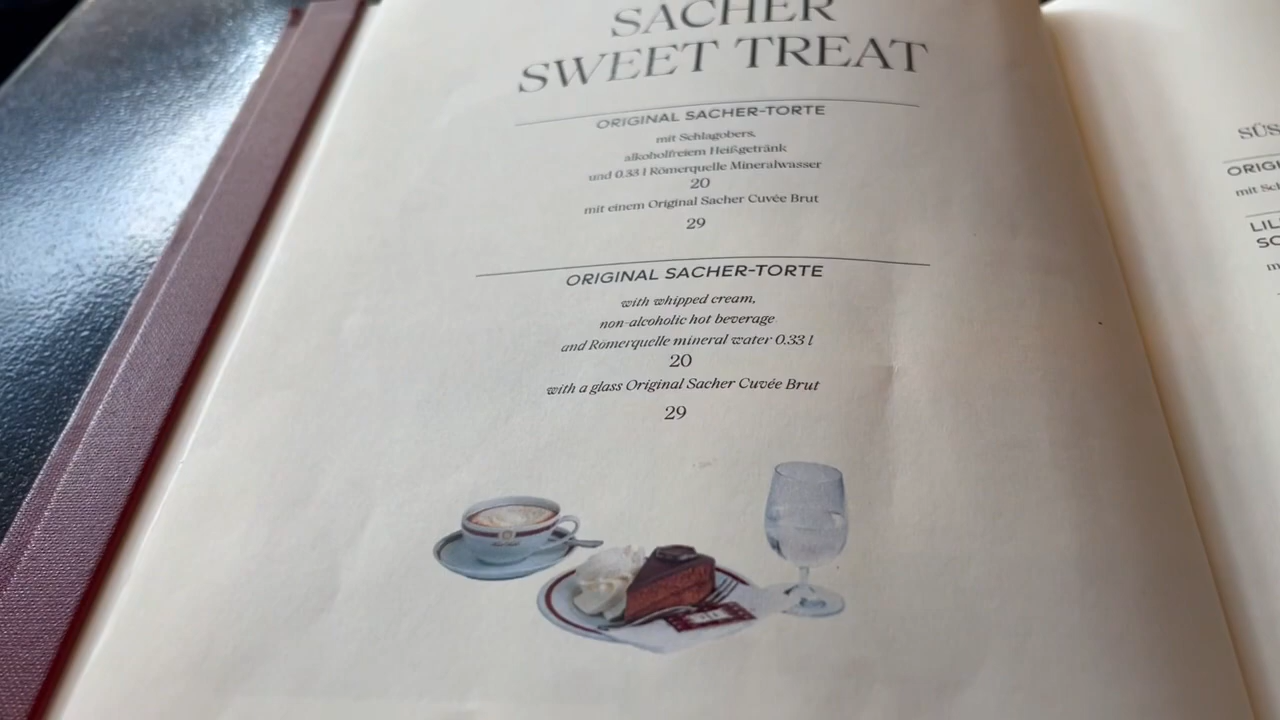 SACHER
SWEET TREAT
ORIGINAL SACHER-TORTE
mit Schlagobers,
alkoholfreiem Heißgetränk
und 0.33 l Römerquelle Mineralwasser
20
mit einem Original Sacher Cuvée Brut
29
ORIGINAL SACHER-TORTE
with whipped cream,
non-alcoholic hot beverage
and Römerquelle mineral water 0.33 l
20
with a glass Original Sacher Cuvée Brut
29